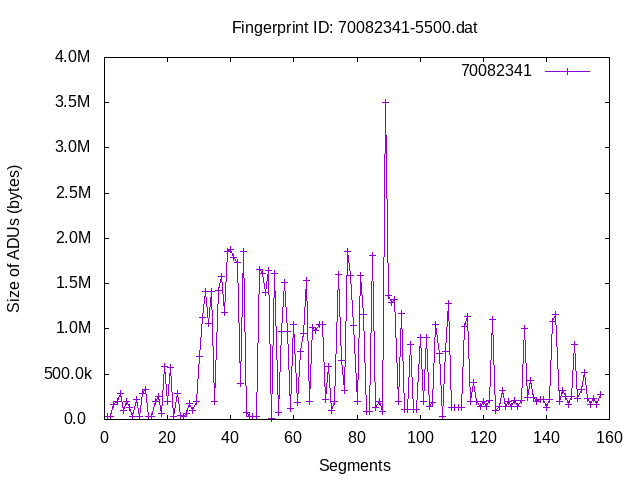 Fingerprint ID: 70082341-5500.dat
70082341
4.0M
3.5M
3.0M
2.5M
2.0M
1.5M
1.0M
500.0k
0.0
Size of ADUs (bytes)
0 20 40 60 80 100 120 140 160
Segments